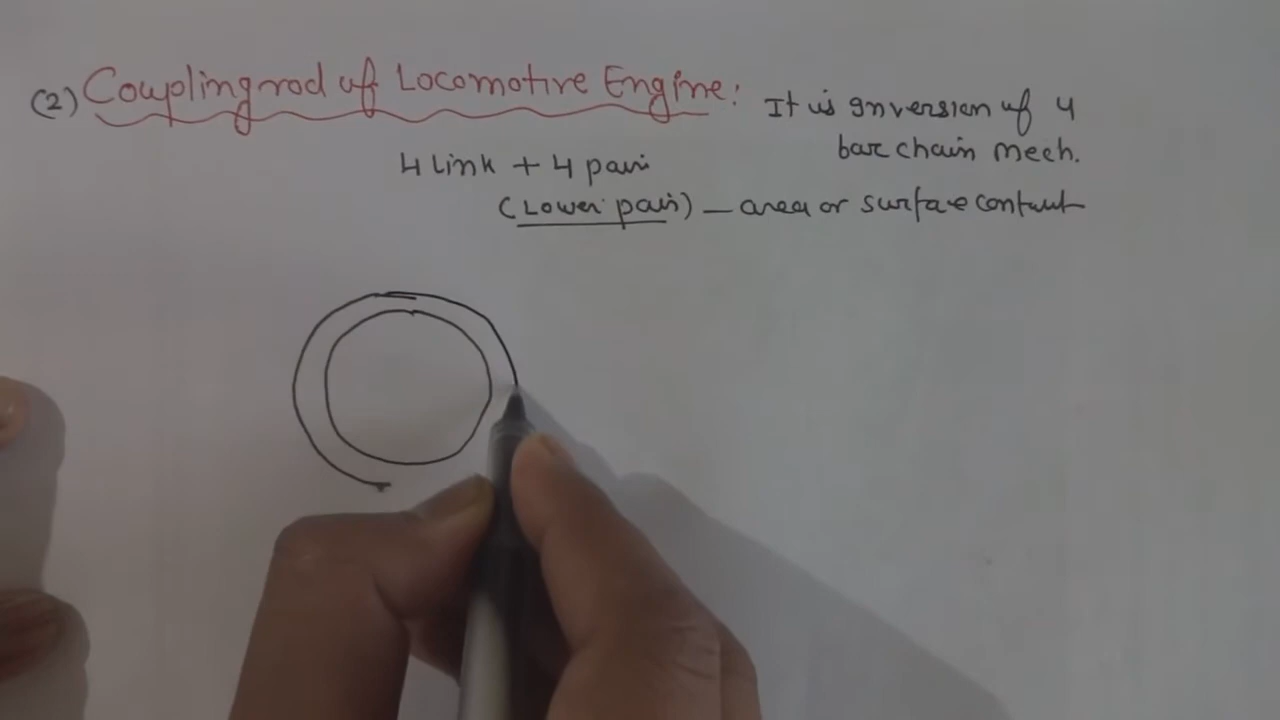 (2) Coupling rod of Locomotive Engine: It is Inversion of 4
bar chain mech.
4 Link + 4 pair
(Lower pair) — area or surface contact